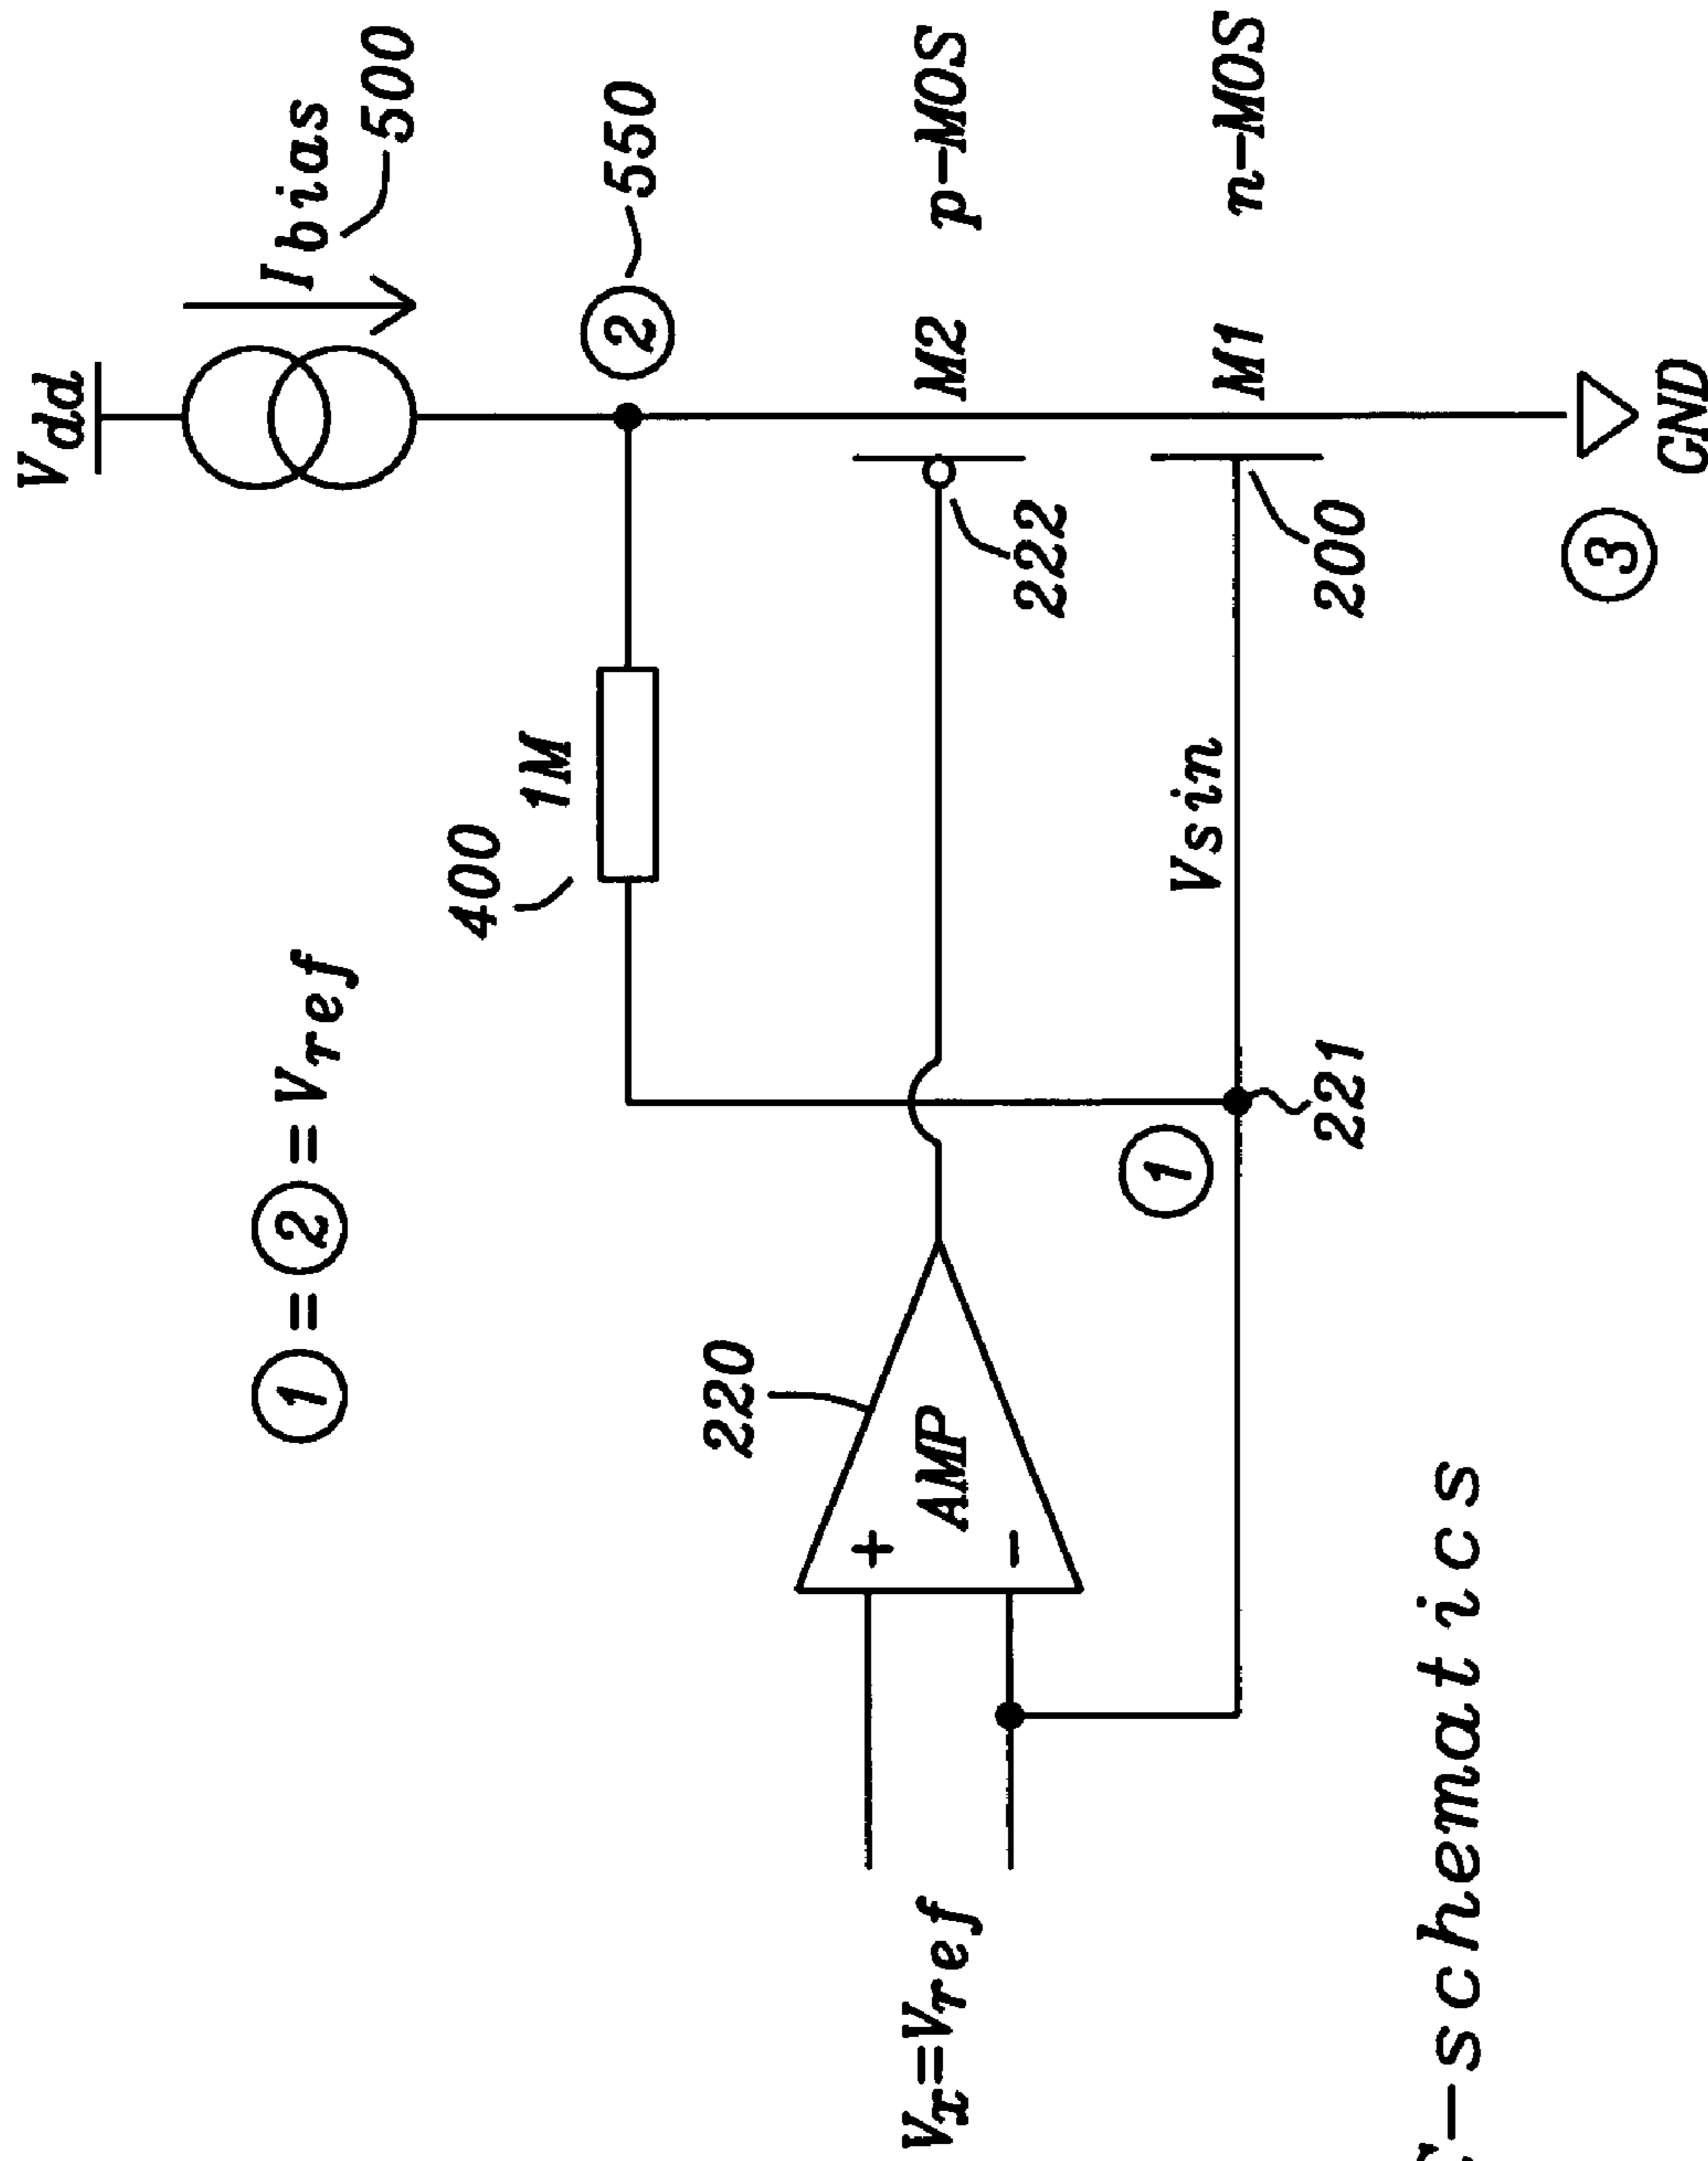 Vdd
① = ② = Vref
Ibias
500
400
1M
② 550
220
+
Vx=Vref
AMP
M2 p-MOS
−
222
①
Vsin
M1 n-MOS
221
200
-schematics
③
GND